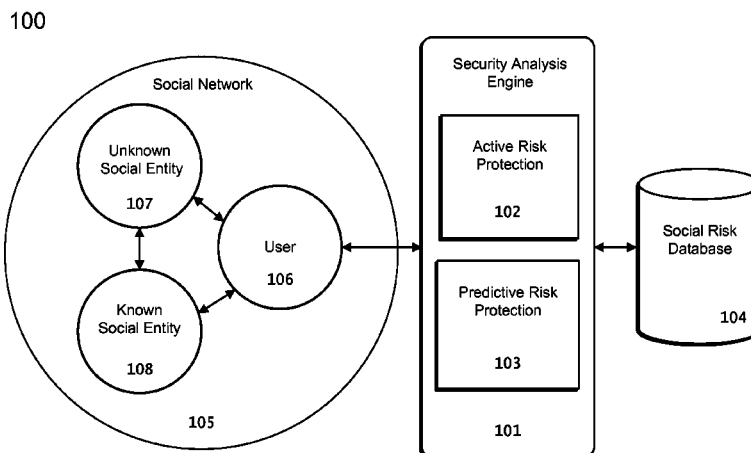 100
Social Network
Unknown
Social Entity
107
User
106
Known
Social Entity
108
105
Security Analysis
Engine
Active Risk
Protection
102
Predictive Risk
Protection
103
101
Social Risk
Database
104